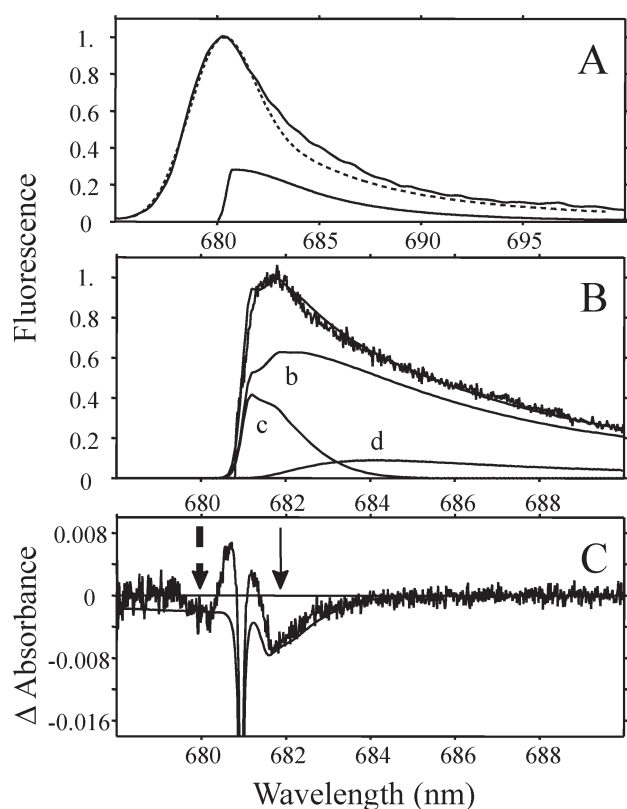 1.
0.8
0.6
0.4
0.2
0
A
680 685 690 695
Fluorescence
1.
0.8
0.6
0.4
0.2
0
B
b
c
d
680 682 684 686 688
0.008
0
-0.008
-0.016
C
Δ Absorbance
680 682 684 686 688
Wavelength (nm)